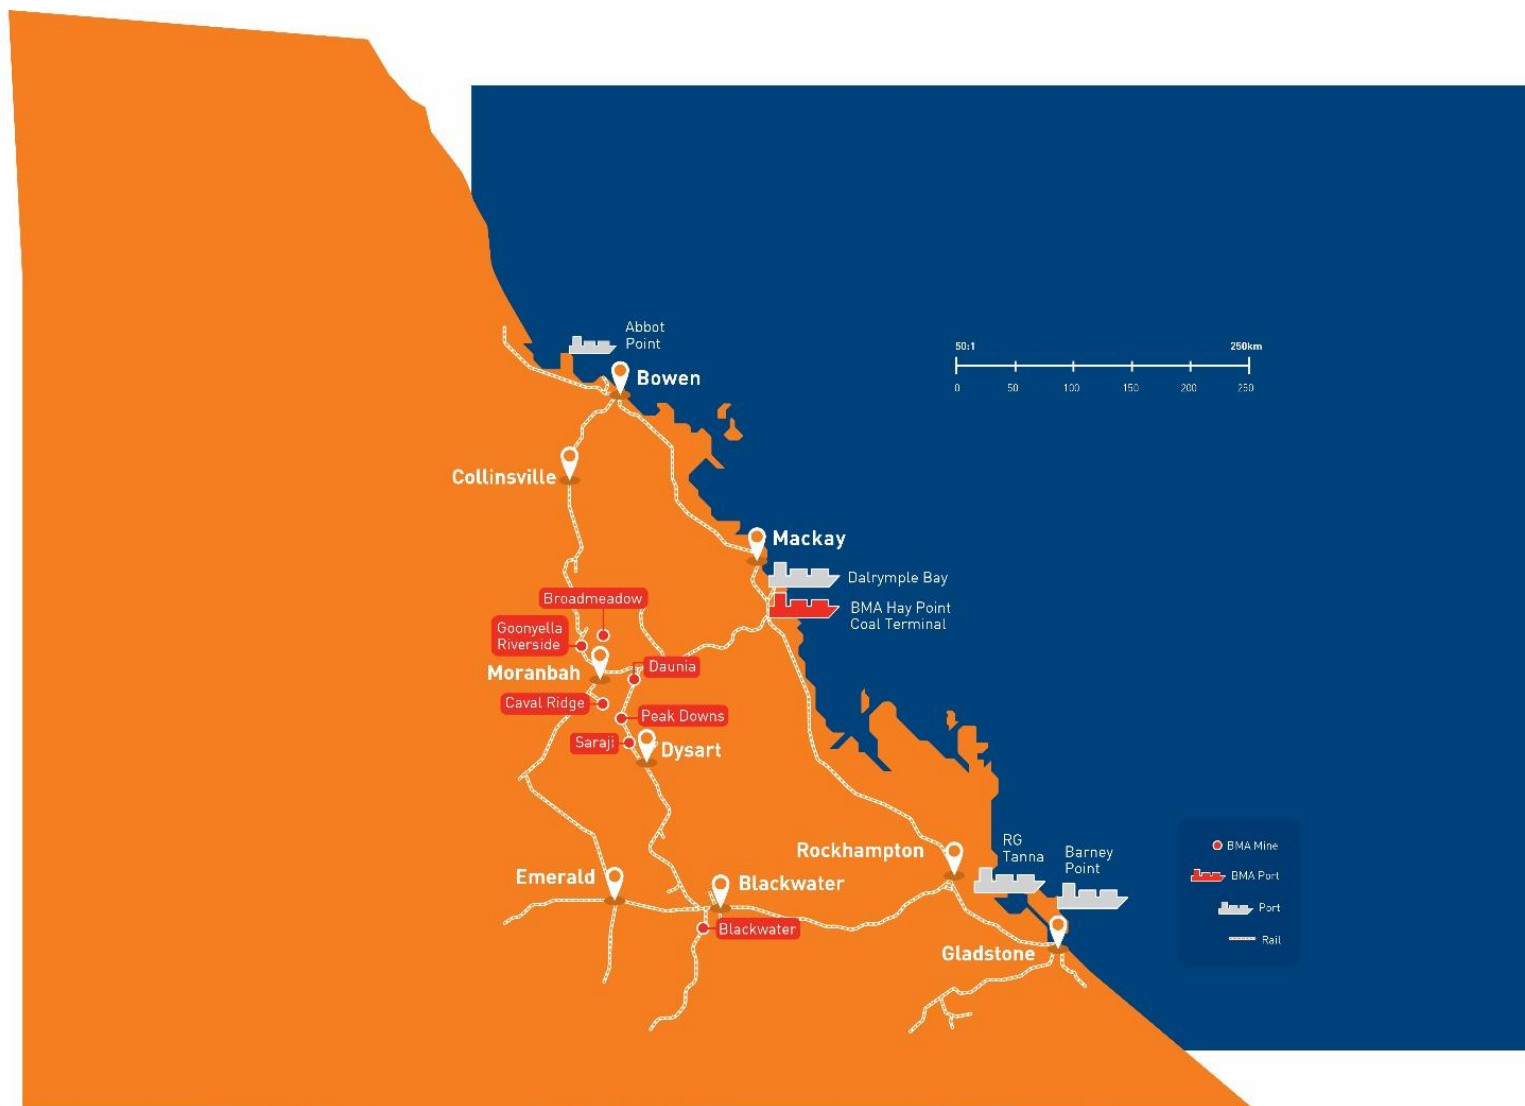 Abbot
Point
Bowen
50:1
250km
0
50
100
150
200
250
Collinsville
Mackay
Dalrymple Bay
BMA Hay Point
Coal Terminal
Broadmeadow
Goonyella
Riverside
Moranbah
Daunia
Caval Ridge
Peak Downs
Saraji
Dysart
RG
Tanna
Barney
Point
Rockhampton
Emerald
Blackwater
Blackwater
Gladstone
BMA Mine
BMA Port
Port
Rail